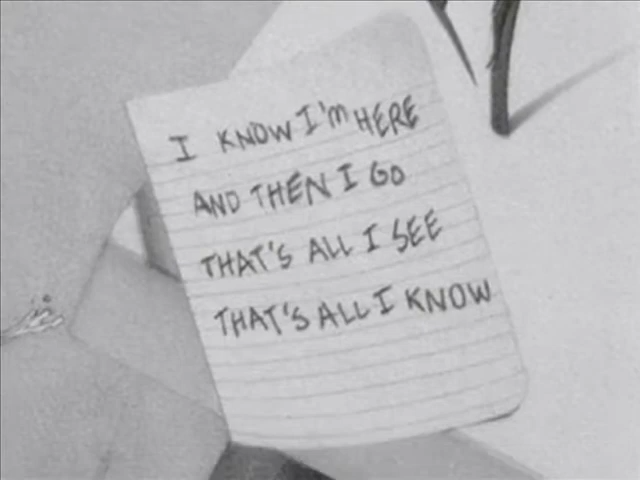 I KNOW I'M HERE
AND THEN I GO
THAT'S ALL I SEE
THAT'S ALL I KNOW